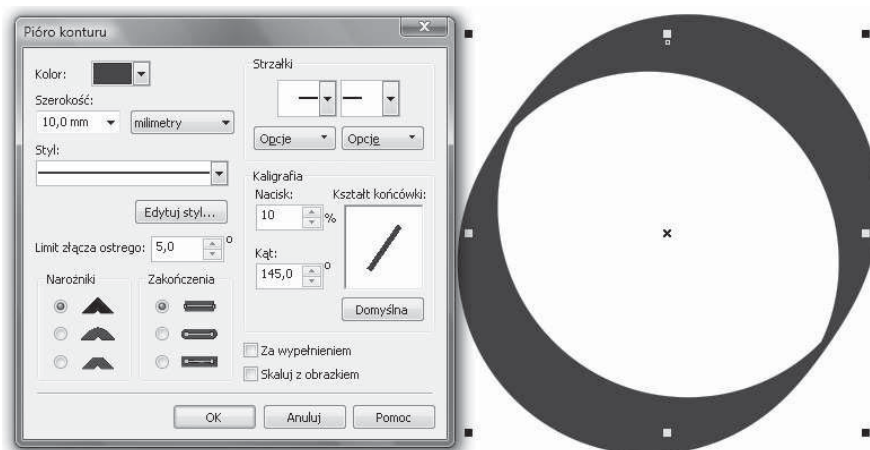 Pióro konturu
Kolor:
Szerokość:
10,0 mm
milimetry
Styl:
Edytuj styl...
Limit złącza ostrego: 5,0 °
Narożniki
Zakończenia
Strzałki
Opcje
Opcje
Kaligrafia
Nacisk:
Kształt końcówki:
10 %
Kąt:
145,0 °
Domyślna
Za wypełnieniem
Skaluj z obrazkiem
OK
Anuluj
Pomoc